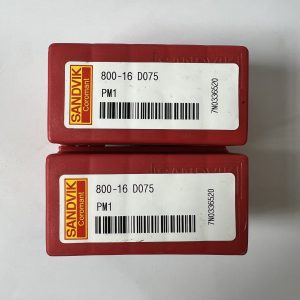 SANDVIK
Coromant
800-16 D075
PM1
7N0336520
SANDVIK
Coromant
800-16 D075
PM1
7N0336520